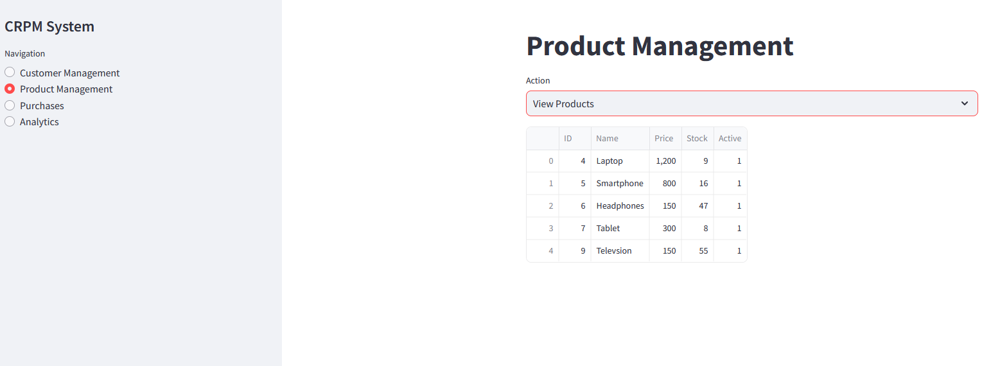 CRPM System
Navigation
Customer Management
Product Management
Purchases
Analytics
Product Management
Action
View Products
ID Name Price Stock Active
0 4 Laptop 1,200 9 1
1 5 Smartphone 800 16 1
2 6 Headphones 150 47 1
3 7 Tablet 300 8 1
4 9 Televsion 150 55 1